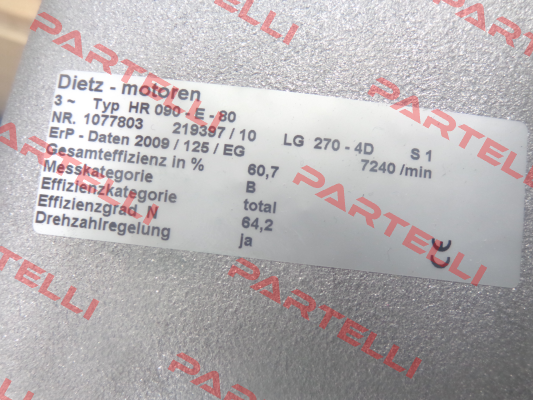 Dietz - motoren
3 ~ Typ HR 090 - E - 80
NR. 1077803 219397 / 10 LG 270 - 4D S 1
ErP - Daten 2009 / 125 / EG 7240 /min
Gesamteffizienz in % 60,7
Messkategorie B
Effizienzkategorie total
Effizienzgrad N 64,2
Drehzahlregelung ja
CE
PARTELLI
PARTELLI
PARTELLI
PARTELLI
PARTELLI
PARTELLI
PARTELLI